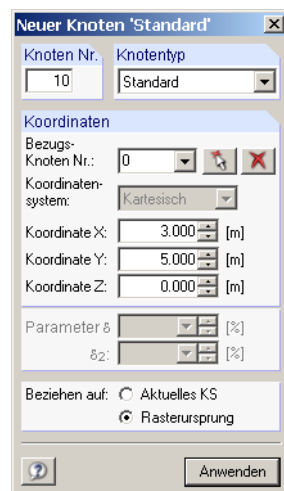 Neuer Knoten 'Standard'
Knoten Nr. Knotentyp
10 Standard
Koordinaten
Bezugs-
Knoten Nr.: 0
Koordinaten-
system: Kartesisch
Koordinate X: 3.000 [m]
Koordinate Y: 5.000 [m]
Koordinate Z: 0.000 [m]
Parameter δ [%]
δ2: [%]
Beziehen auf: Aktuelles KS
Rasterursprung
Anwenden